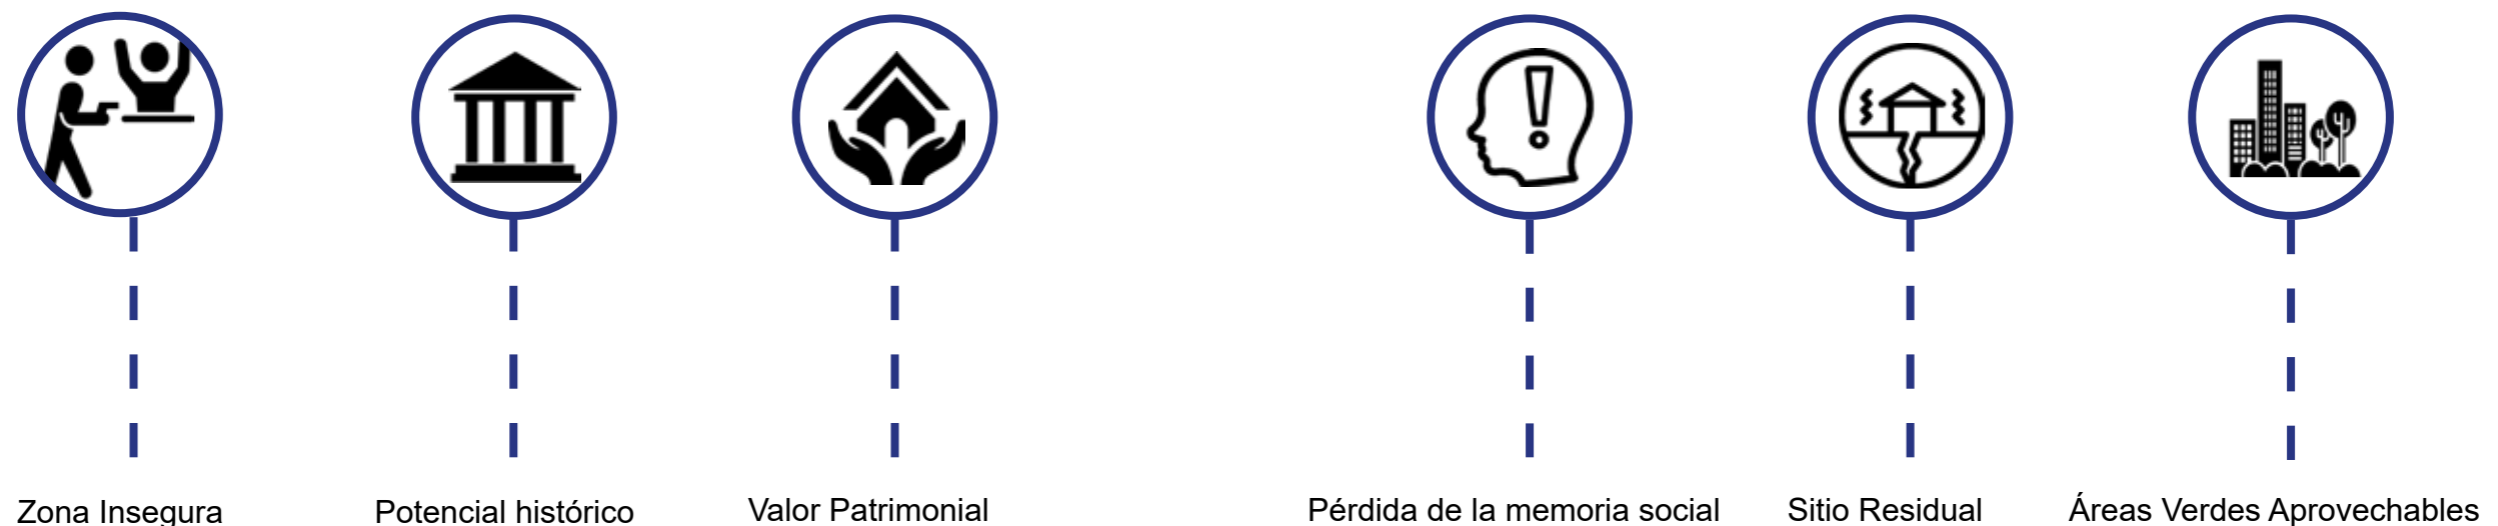 Zona Insegura
Potencial histórico
Valor Patrimonial
Pérdida de la memoria social
Sitio Residual
Áreas Verdes Aprovechables